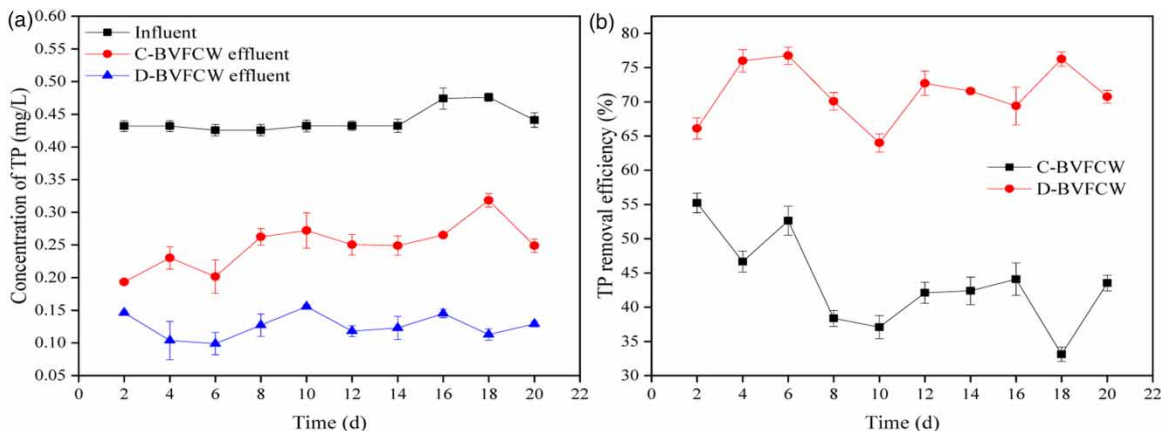 (a)
0.60
0.55
0.50
0.45
0.40
0.35
0.30
0.25
0.20
0.15
0.10
0.05
Concentration of TP (mg/L)
Influent
C-BVFCW effluent
D-BVFCW effluent
0 2 4 6 8 10 12 14 16 18 20 22
Time (d)
(b)
80
75
70
65
60
55
50
45
40
35
30
TP removal efficiency (%)
C-BVFCW
D-BVFCW
0 2 4 6 8 10 12 14 16 18 20 22
Time (d)